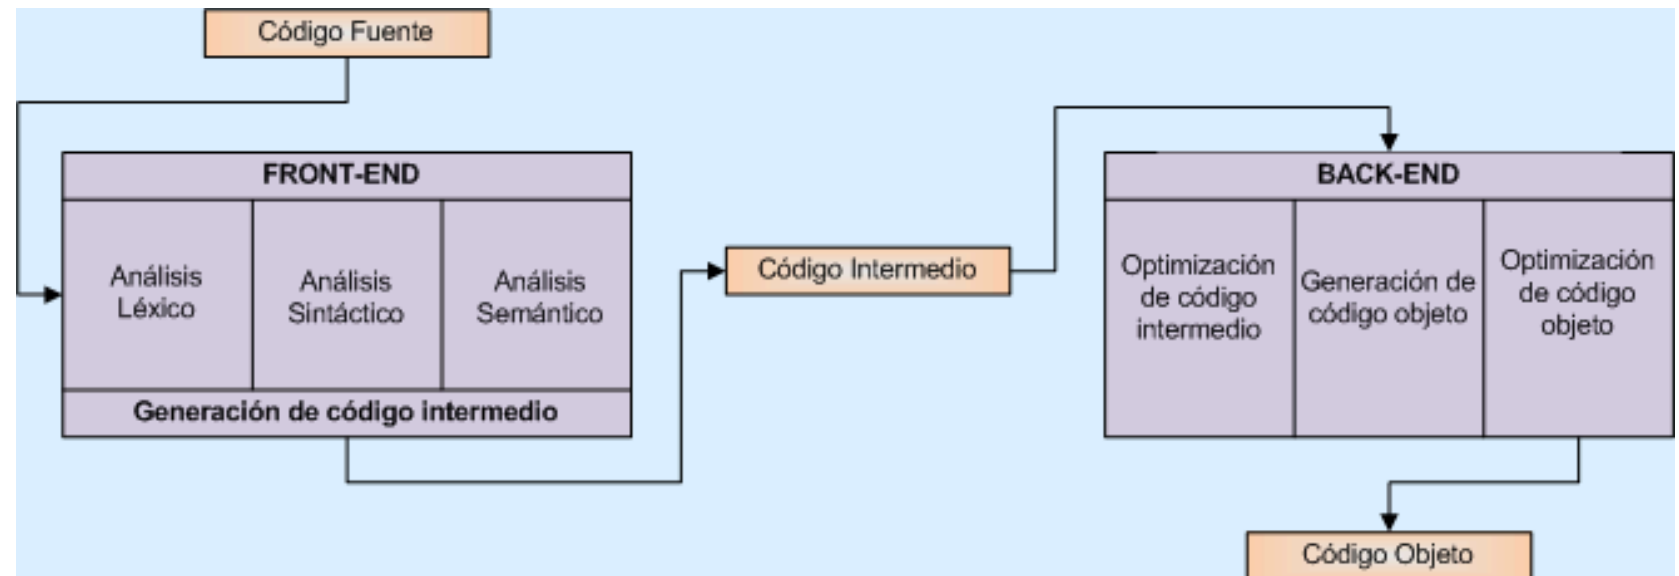 Código Fuente
FRONT-END
Análisis
Léxico
Análisis
Sintáctico
Análisis
Semántico
Generación de código intermedio
Código Intermedio
BACK-END
Optimización
de código
intermedio
Generación de
código objeto
Optimización
de código
objeto
Código Objeto